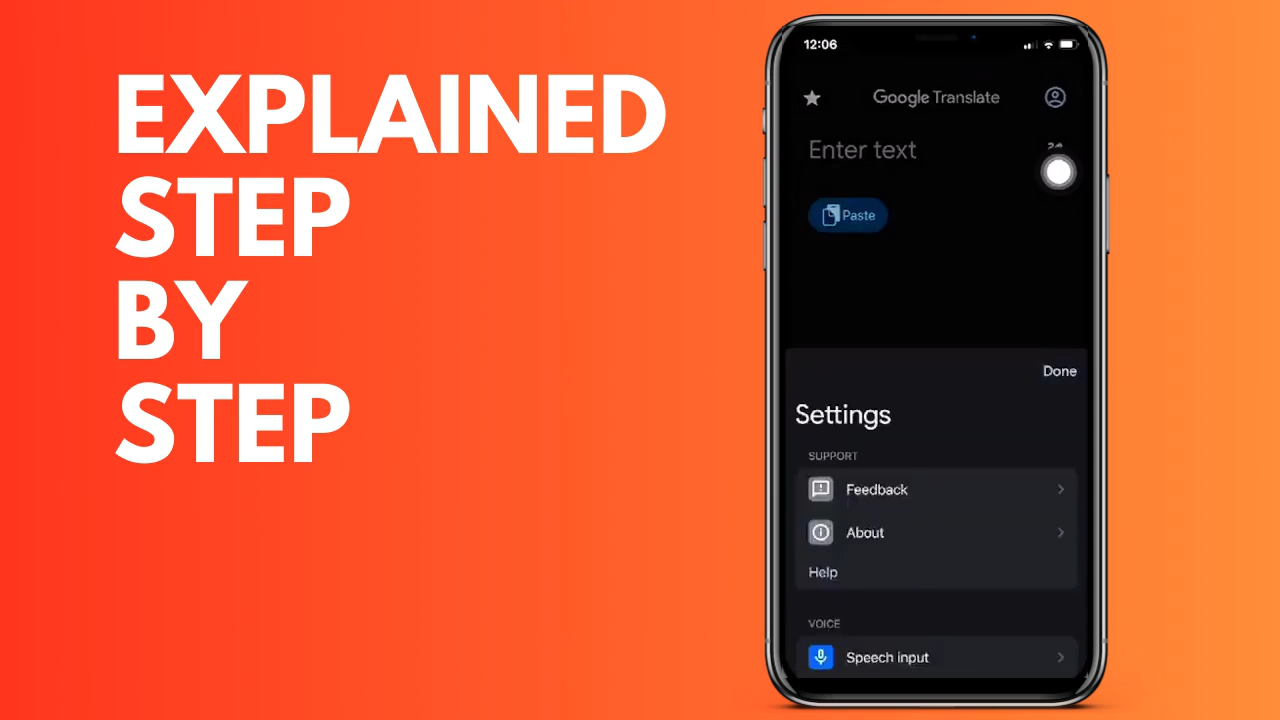 EXPLAINED
STEP
BY
STEP
12:06
Google Translate
Enter text
Paste
Done
Settings
SUPPORT
Feedback
About
Help
VOICE
Speech input